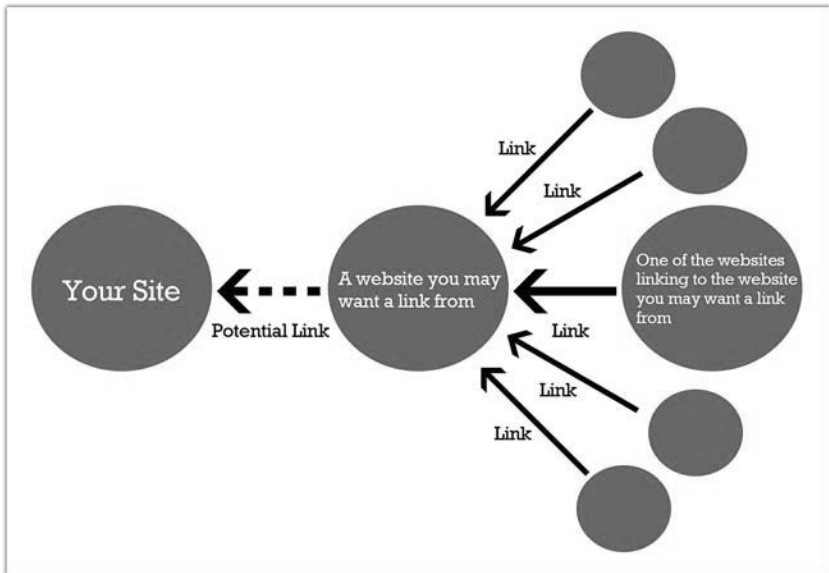 Link
Link
Your Site
A website you may
want a link from
One of the websites
linking to the website
you may want a link
from
Potential Link
Link
Link
Link